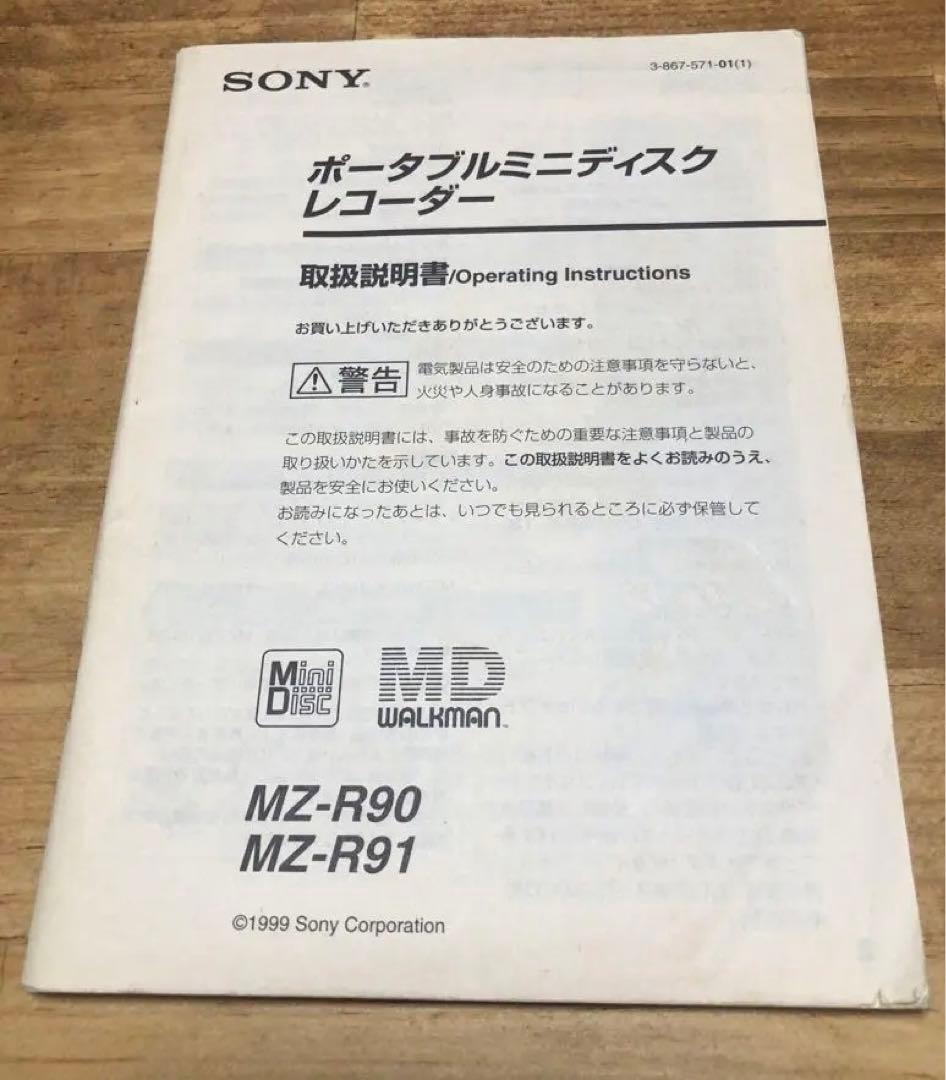 SONY®
3-867-571-01(1)
ポータブルミニディスク
レコーダー
取扱説明書/Operating Instructions
お買い上げいただきありがとうございます。
警告
電気製品は安全のための注意事項を守らないと、
火災や人身事故になることがあります。
この取扱説明書には、事故を防ぐための重要な注意事項と製品の
取り扱いかたを示しています。この取扱説明書をよくお読みのうえ、
製品を安全にお使いください。
お読みになったあとは、いつでも見られるところに必ず保管して
ください。
Mini
Disc
MD
WALKMAN™
MZ-R90
MZ-R91
©1999 Sony Corporation